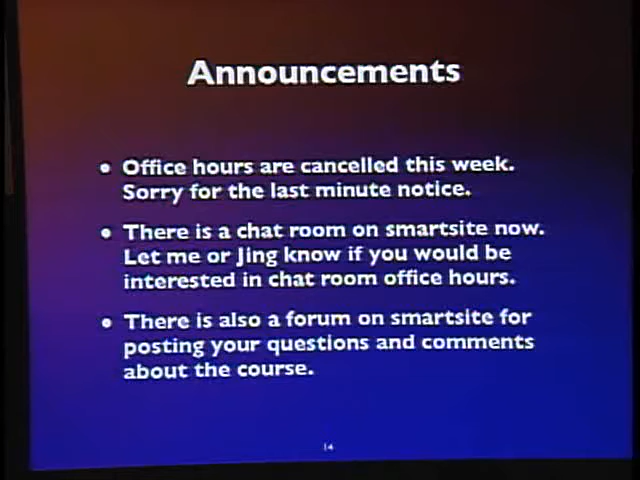 Announcements
• Office hours are cancelled this week.
Sorry for the last minute notice.
• There is a chat room on smartsite now.
Let me or Jing know if you would be
interested in chat room office hours.
• There is also a forum on smartsite for
posting your questions and comments
about the course.
14